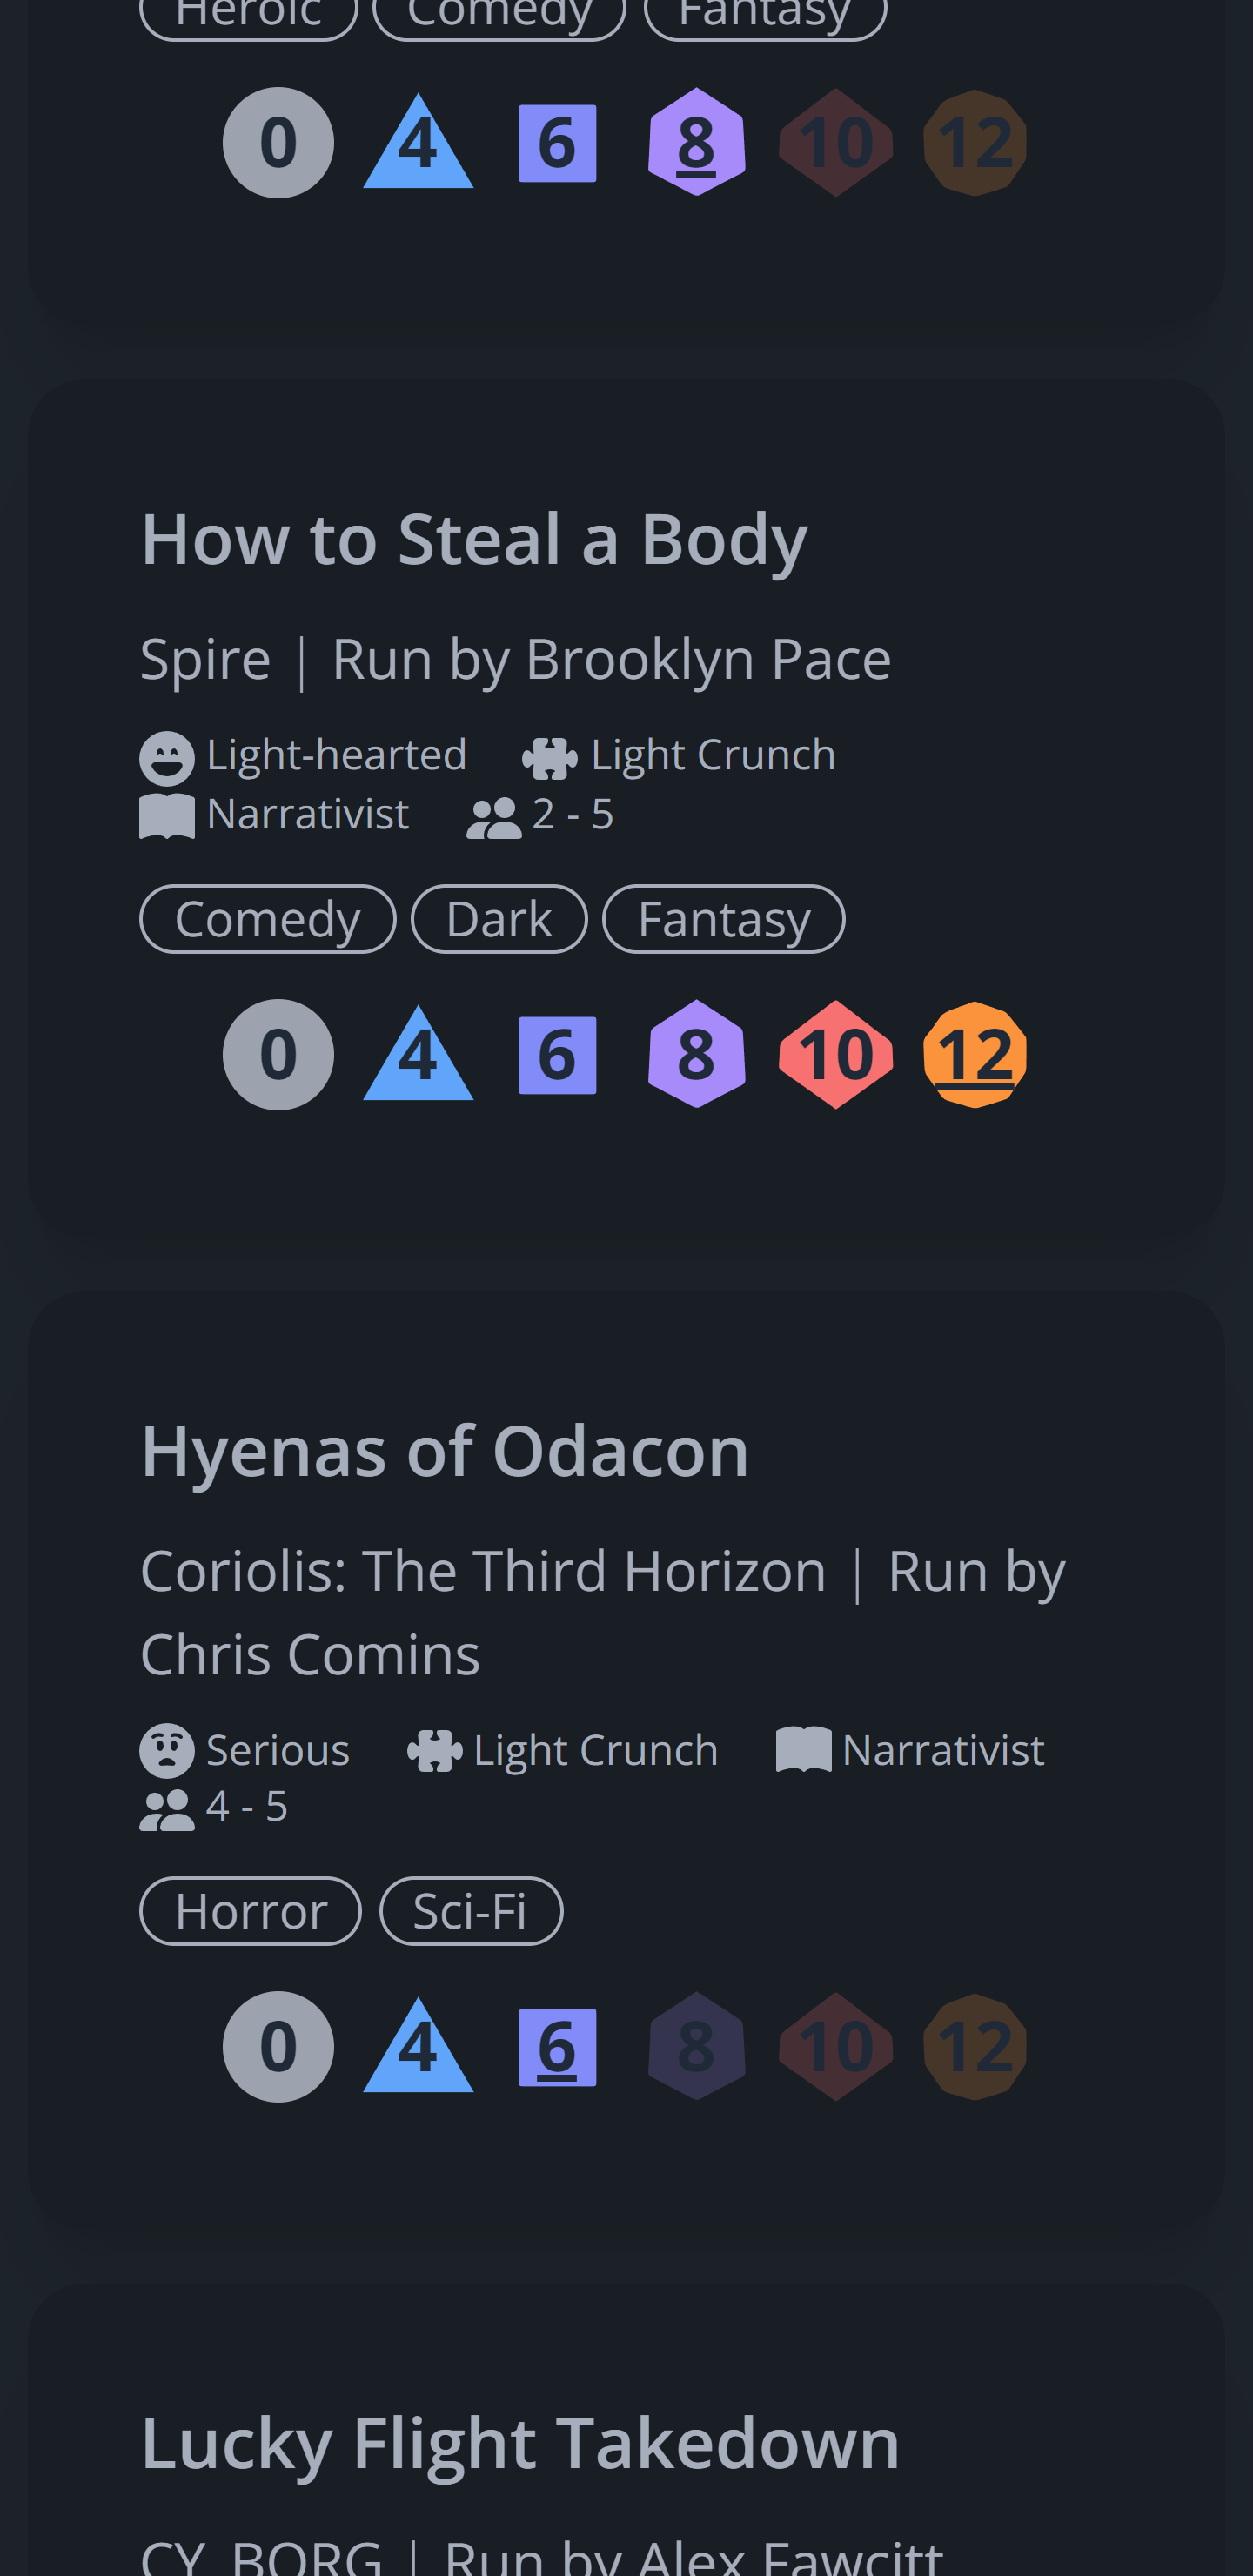 Heroic Comedy Fantasy
0 4 6 8 10 12
How to Steal a Body
Spire | Run by Brooklyn Pace
Light-hearted Light Crunch
Narrativist 2 - 5
Comedy Dark Fantasy
0 4 6 8 10 12
Hyenas of Odacon
Coriolis: The Third Horizon | Run by
Chris Comins
Serious Light Crunch Narrativist
4 - 5
Horror Sci-Fi
0 4 6 8 10 12
Lucky Flight Takedown
CY_BORG | Run by Alex Fawcitt